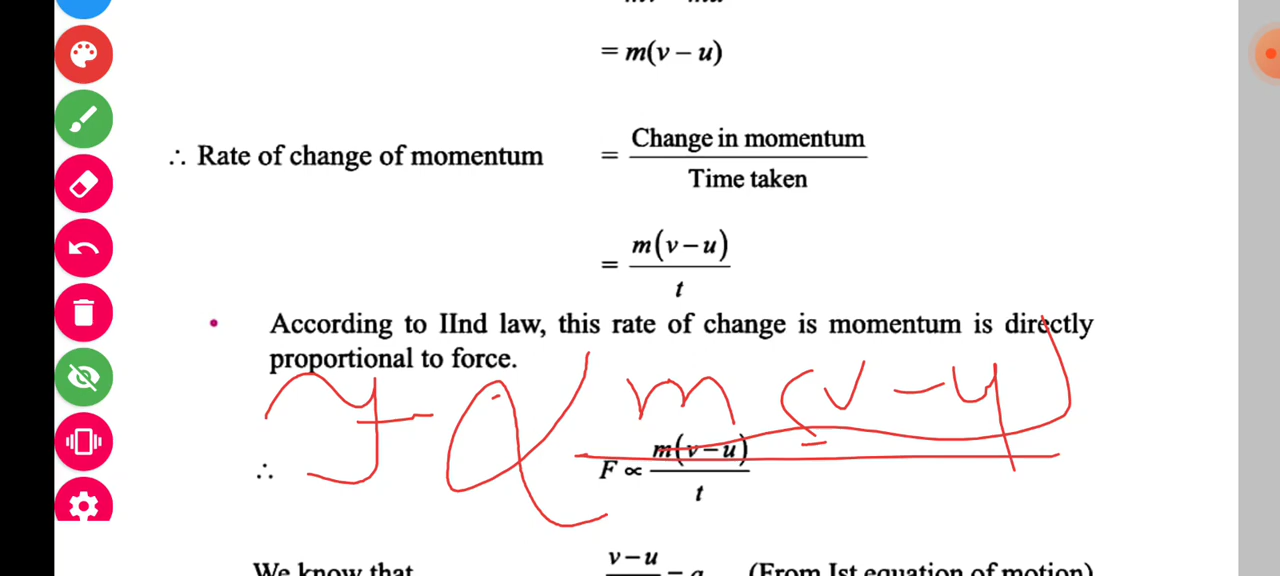 = m(v – u)
∴ Rate of change of momentum = Change in momentum / Time taken
= m(v – u) / t
• According to IInd law, this rate of change is momentum is directly
proportional to force.
F α m (v – u)
∴ F ∝ m(v – u) / t
We know that v – u = a (From Ist equation of motion)